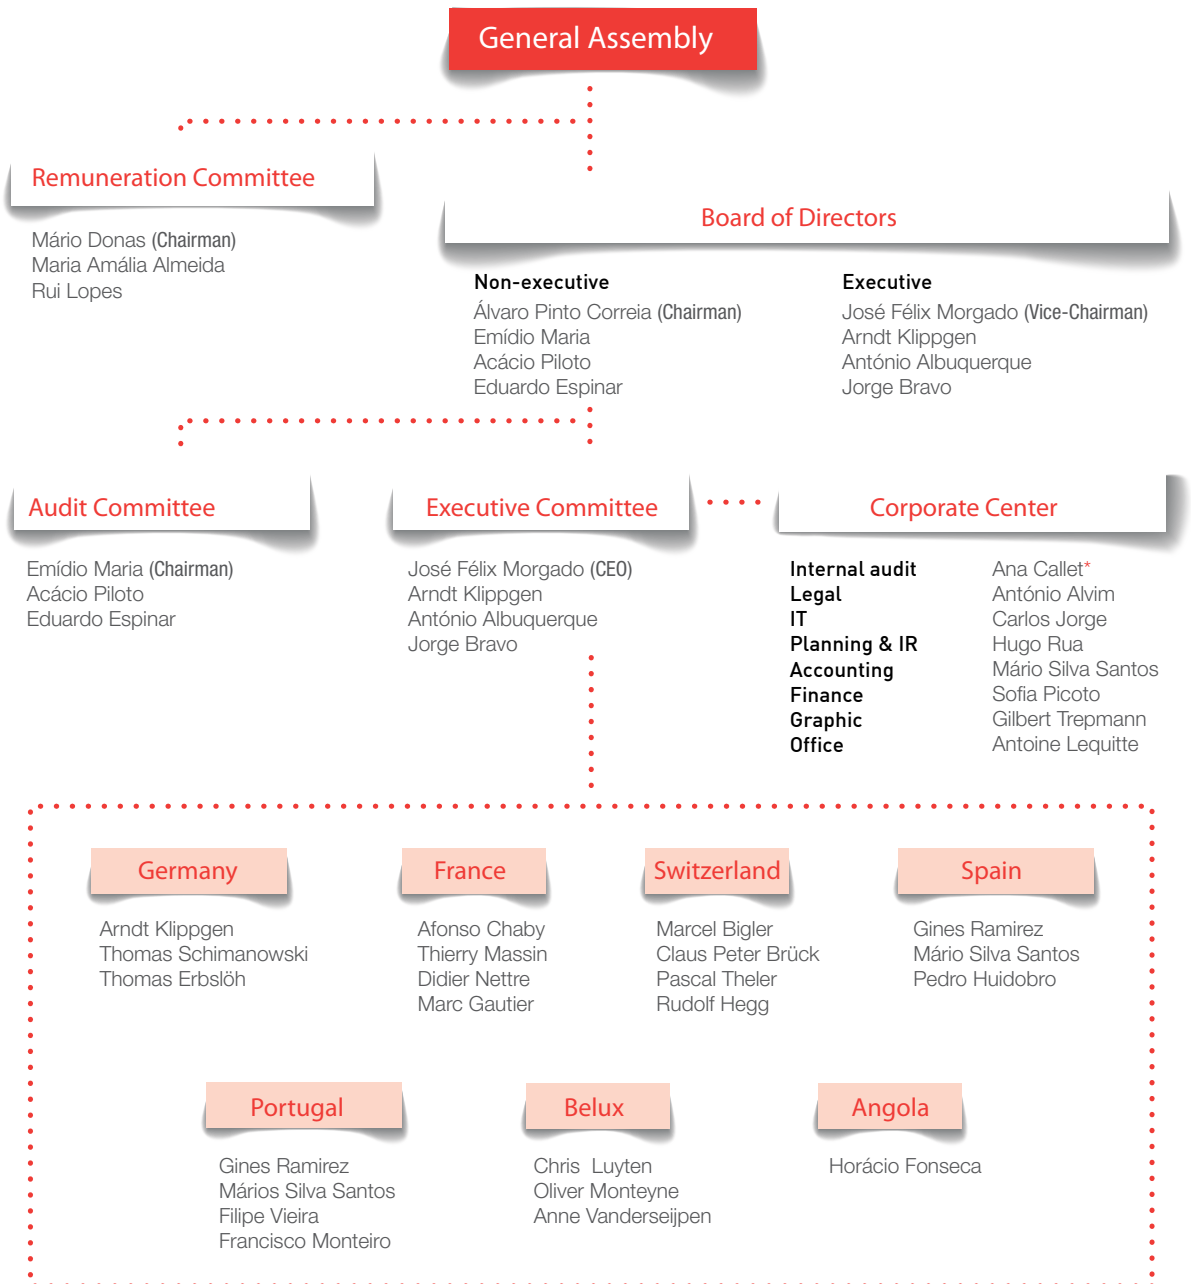 General Assembly
Remuneration Committee
Mário Donas (Chairman)
Maria Amália Almeida
Rui Lopes
Board of Directors
Non-executive
Álvaro Pinto Correia (Chairman)
Emídio Maria
Acácio Piloto
Eduardo Espinar
Executive
José Félix Morgado (Vice-Chairman)
Arndt Klippgen
António Albuquerque
Jorge Bravo
Audit Committee
Emídio Maria (Chairman)
Acácio Piloto
Eduardo Espinar
Executive Committee
José Félix Morgado (CEO)
Arndt Klippgen
António Albuquerque
Jorge Bravo
Corporate Center
Internal audit Ana Callet*
Legal António Alvim
IT Carlos Jorge
Planning & IR Hugo Rua
Accounting Mário Silva Santos
Finance Sofia Picoto
Graphic Gilbert Trepmann
Office Antoine Lequitte
Germany
Arndt Klippgen
Thomas Schimanowski
Thomas Erbslöh
France
Afonso Chaby
Thierry Massin
Didier Nettre
Marc Gautier
Switzerland
Marcel Bigler
Claus Peter Brück
Pascal Theler
Rudolf Hegg
Spain
Gines Ramirez
Mário Silva Santos
Pedro Huidobro
Portugal
Gines Ramirez
Mários Silva Santos
Filipe Vieira
Francisco Monteiro
Belux
Chris Luyten
Oliver Monteyne
Anne Vanderseijpen
Angola
Horácio Fonseca